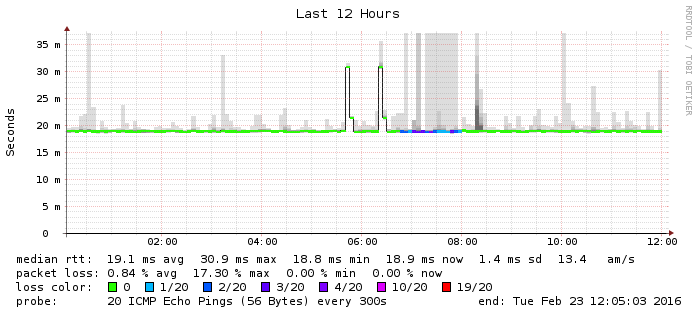 Last 12 Hours
RRDTOOL / TOBI OETIKER
Seconds
35 m
30 m
25 m
20 m
15 m
10 m
5 m
0
02:00 04:00 06:00 08:00 10:00 12:00
median rtt: 19.1 ms avg 30.9 ms max 18.8 ms min 18.9 ms now 1.4 ms sd 13.4 am/s
packet loss: 0.84 % avg 17.30 % max 0.00 % min 0.00 % now
loss color: 0 1/20 2/20 3/20 4/20 10/20 19/20
probe: 20 ICMP Echo Pings (56 Bytes) every 300s end: Tue Feb 23 12:05:03 2016